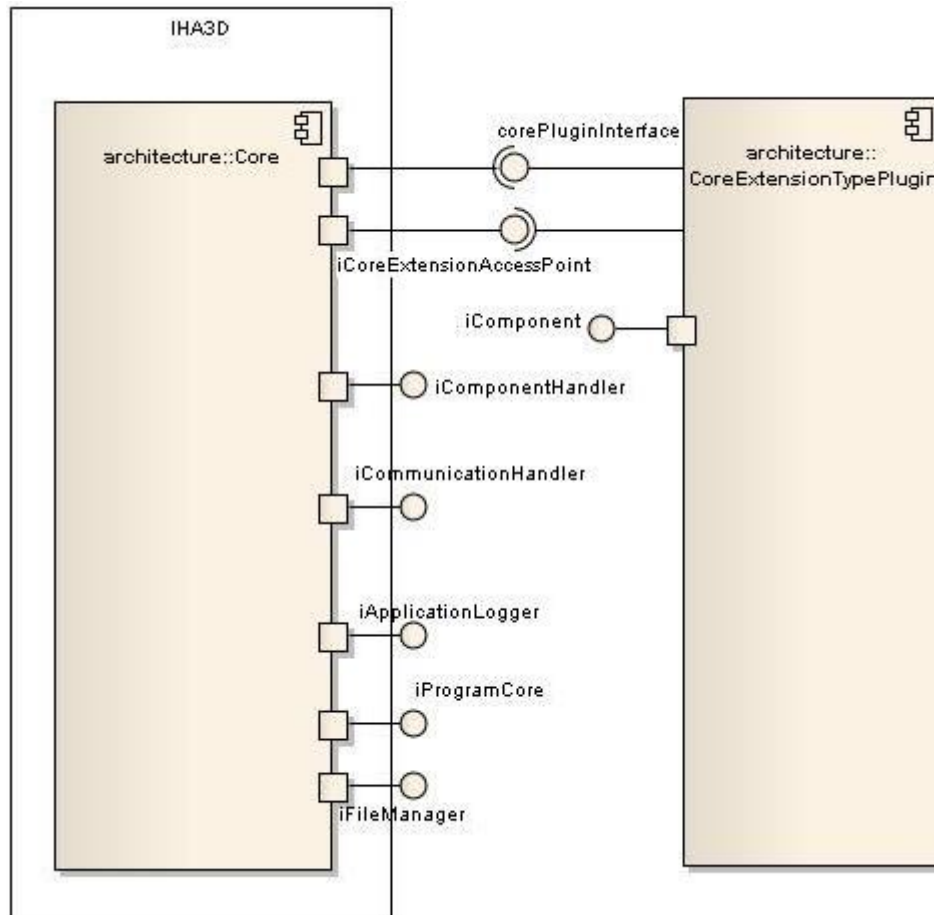 IHA3D
architecture::Core
corePluginInterface
architecture::
CoreExtensionTypePlugin
iCoreExtensionAccessPoint
iComponent
iComponentHandler
iCommunicationHandler
iApplicationLogger
iProgramCore
iFileManager